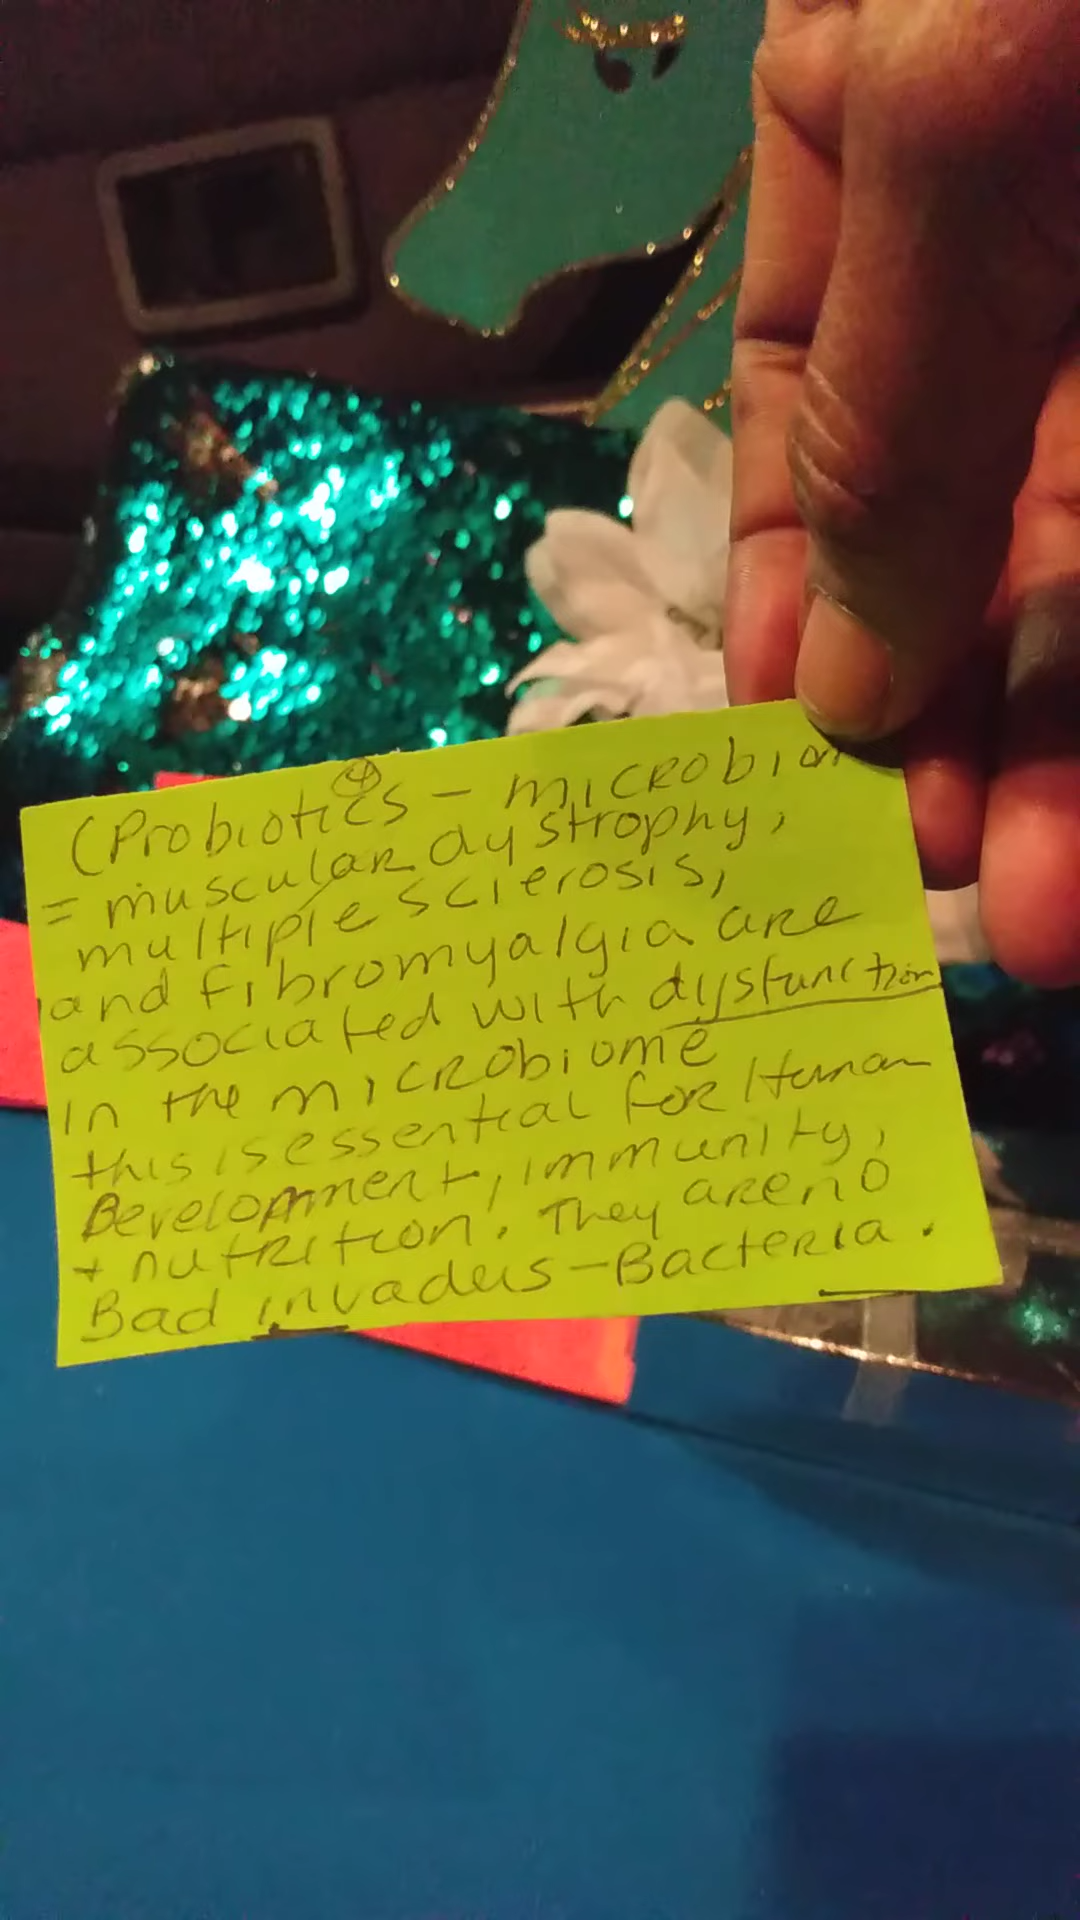 4
(Probiotics - microbiom
= muscular dystrophy,
multiple sclerosis,
and fibromyalgia are
associated with dysfunction
in the microbiome
this is essential for Human
Development, immunity,
+ nutrition. They are no
Bad invaders - Bacteria.